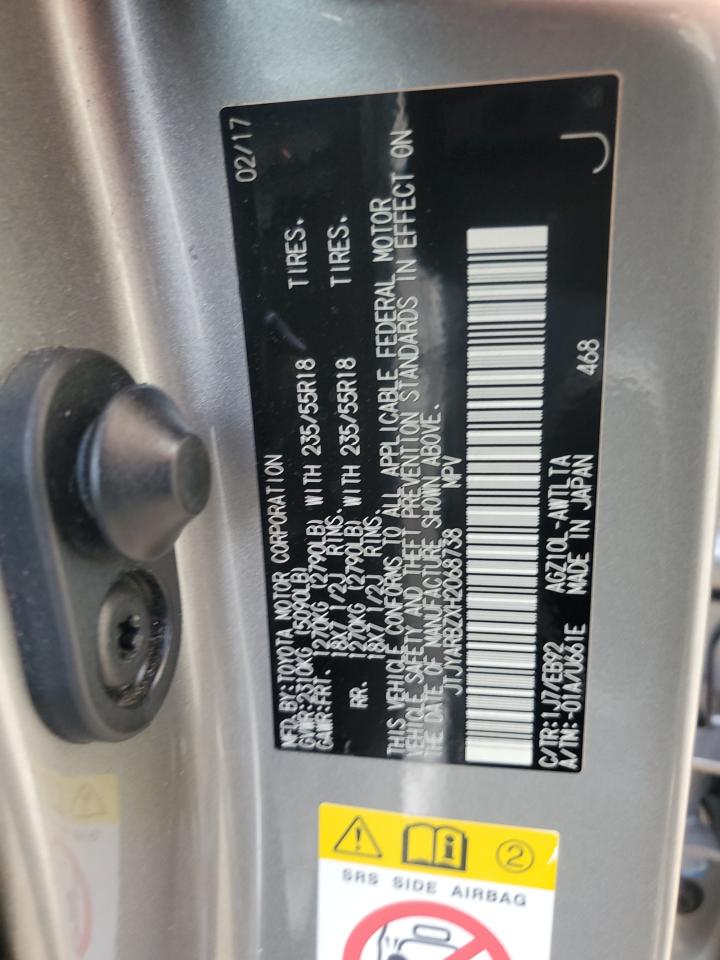 MFD.BY:TOYOTA MOTOR CORPORATION 02/17
GVWR:2310KG (5090LB)
GAWR:FRT. 1270KG (2790LB) WITH 235/55R18 TIRES.
18X7 1/2J RIMS.
RR. 1270KG (2790LB) WITH 235/55R18 TIRES.
18X7 1/2J RIMS.
THIS VEHICLE CONFORMS TO ALL APPLICABLE FEDERAL MOTOR
VEHICLE SAFETY AND THEFT PREVENTION STANDARDS IN EFFECT ON
THE DATE OF MANUFACTURE SHOWN ABOVE.
JTJYARBZXH2068738 MPV
C/TR:1J7/EB92 AGZ10L-AWTLTA 468
A/TM:-01A/U661E MADE IN JAPAN
J
2
SRS SIDE AIRBAG